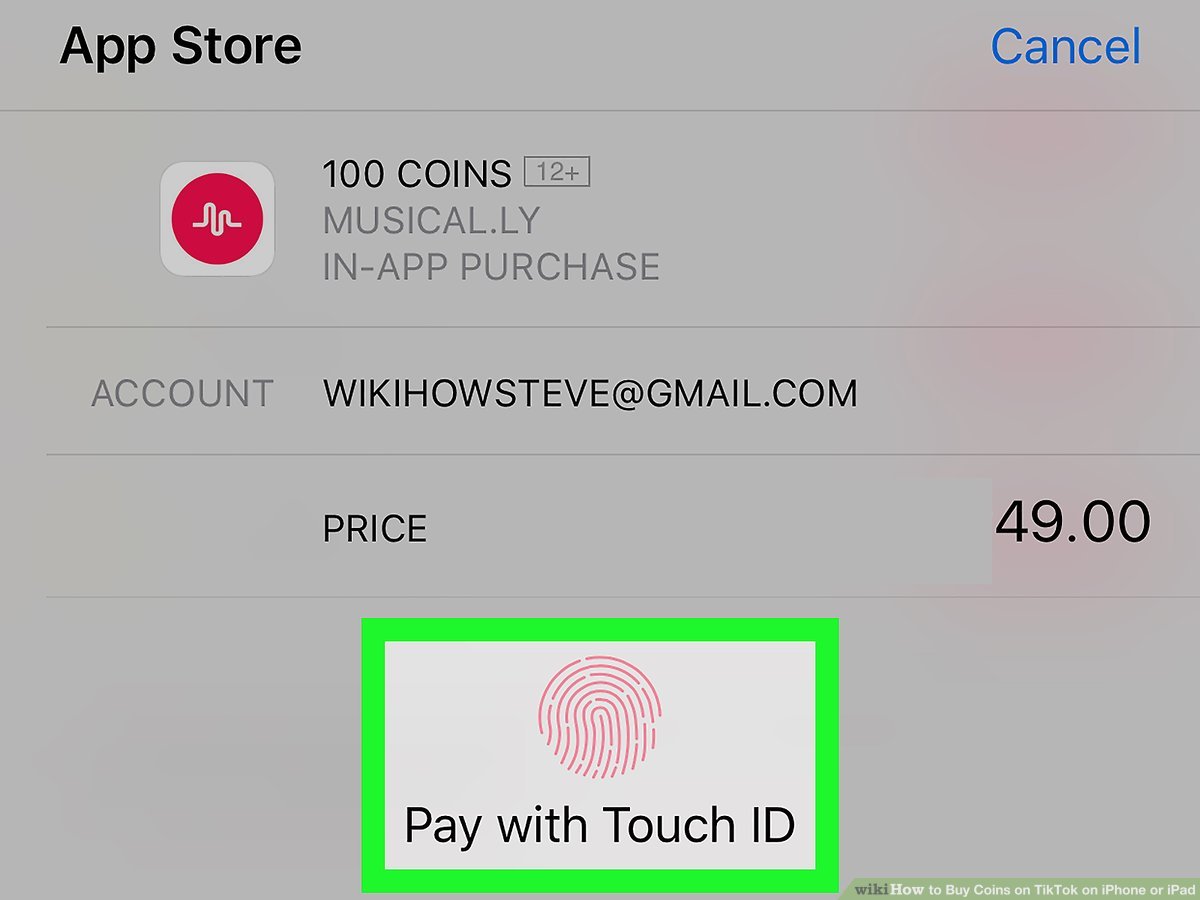 App Store Cancel
100 COINS 12+
MUSICAL.LY
IN-APP PURCHASE
ACCOUNT WIKIHOWSTEVE@GMAIL.COM
PRICE 49.00
Pay with Touch ID
wikiHow to Buy Coins on TikTok on iPhone or iPad